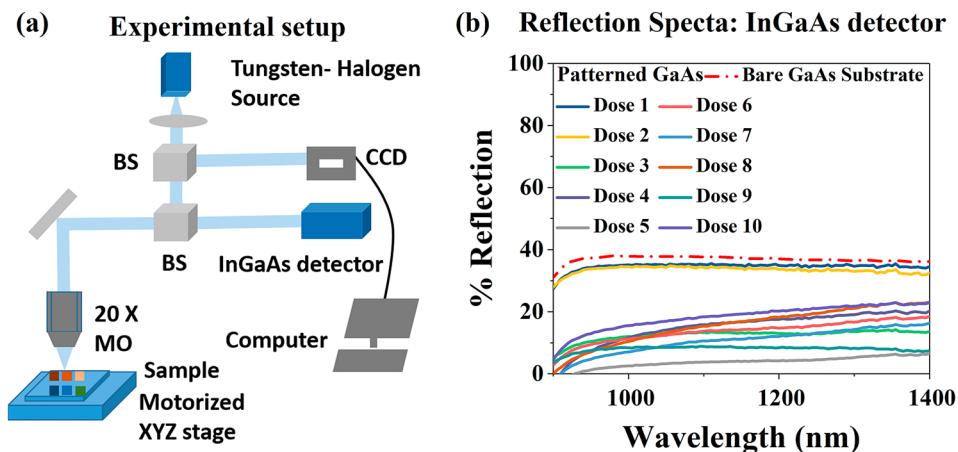 (a)
Experimental setup
Tungsten- Halogen
Source
BS
CCD
BS
InGaAs detector
20 X
MO
Computer
Sample
Motorized
XYZ stage
(b) Reflection Specta: InGaAs detector
% Reflection
100
80
60
40
20
0
Patterned GaAs
Bare GaAs Substrate
Dose 1
Dose 6
Dose 2
Dose 7
Dose 3
Dose 8
Dose 4
Dose 9
Dose 5
Dose 10
1000
1200
1400
Wavelength (nm)